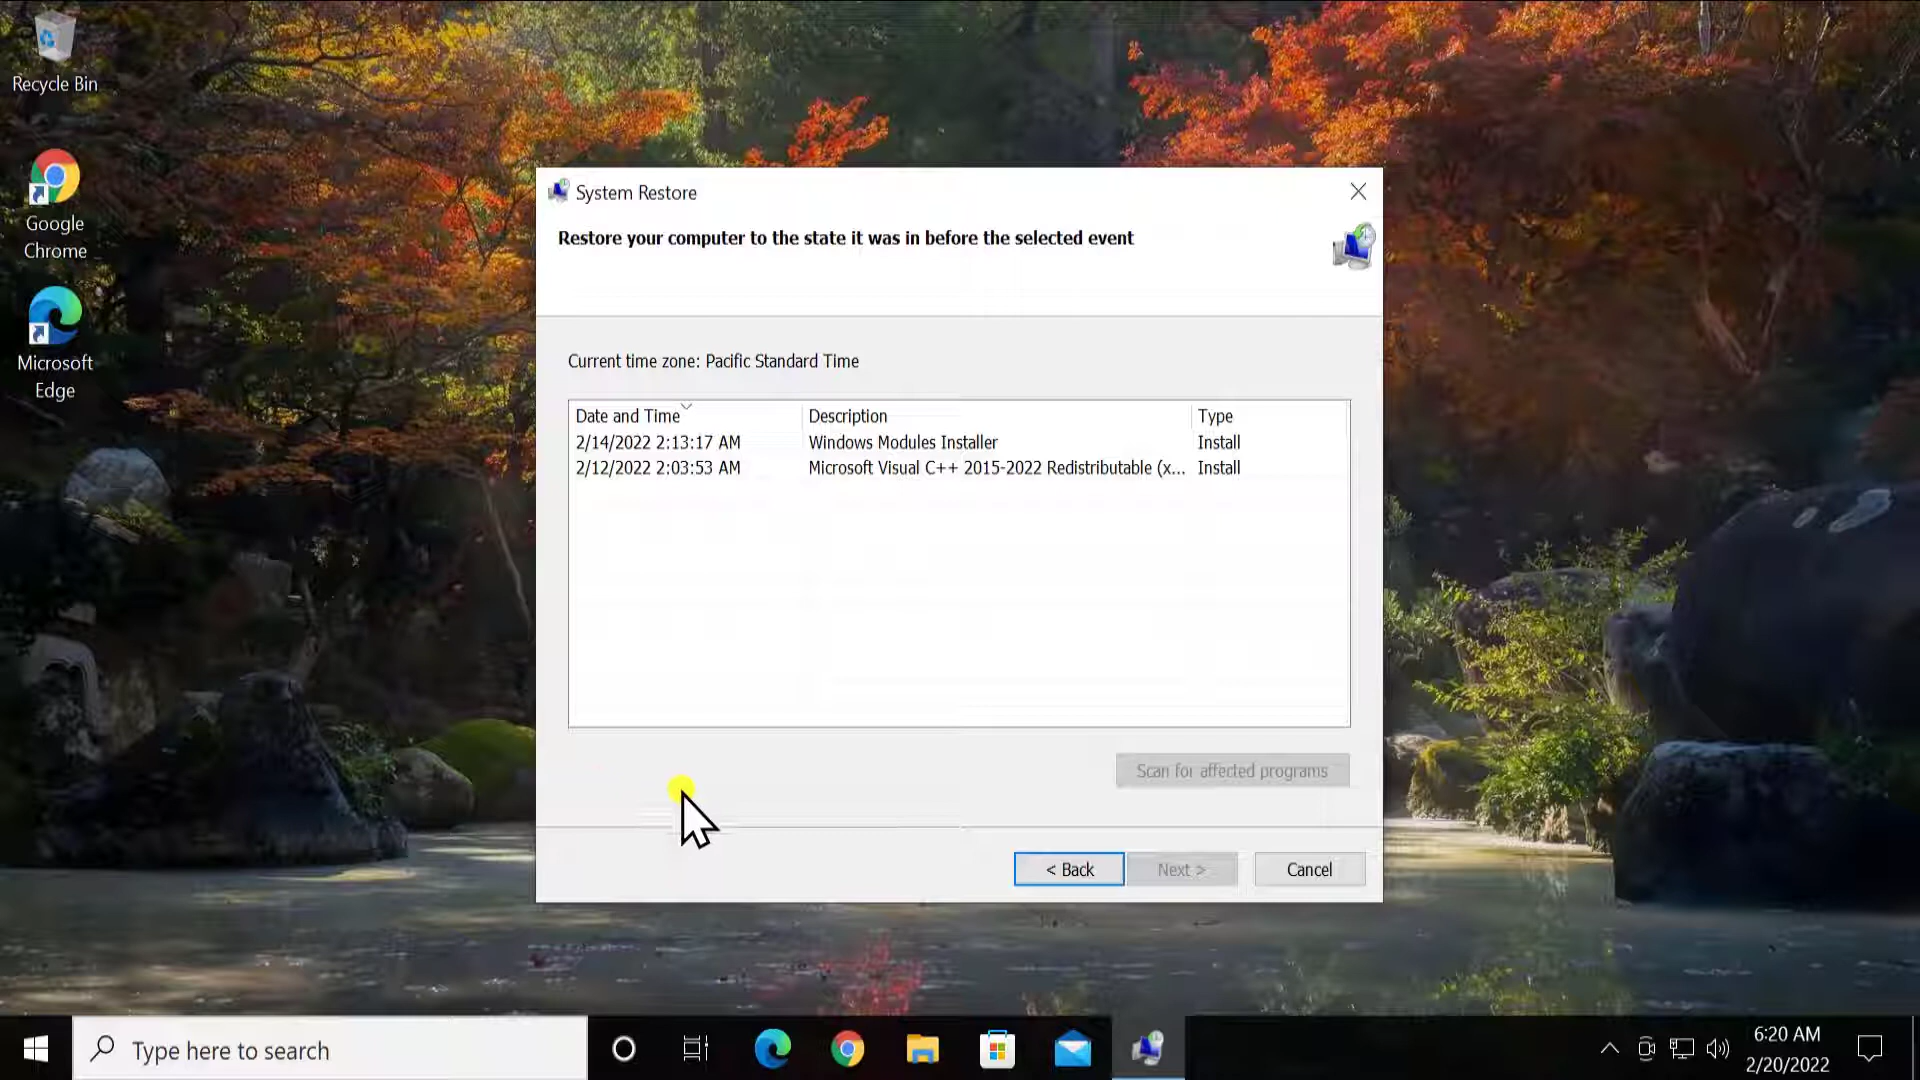 Recycle Bin
Google
Chrome
Microsoft
Edge
System Restore
Restore your computer to the state it was in before the selected event
Current time zone: Pacific Standard Time
Date and Time Description Type
2/14/2022 2:13:17 AM Windows Modules Installer Install
2/12/2022 2:03:53 AM Microsoft Visual C++ 2015-2022 Redistributable (x... Install
Scan for affected programs
< Back Next > Cancel
Type here to search
6:20 AM
2/20/2022